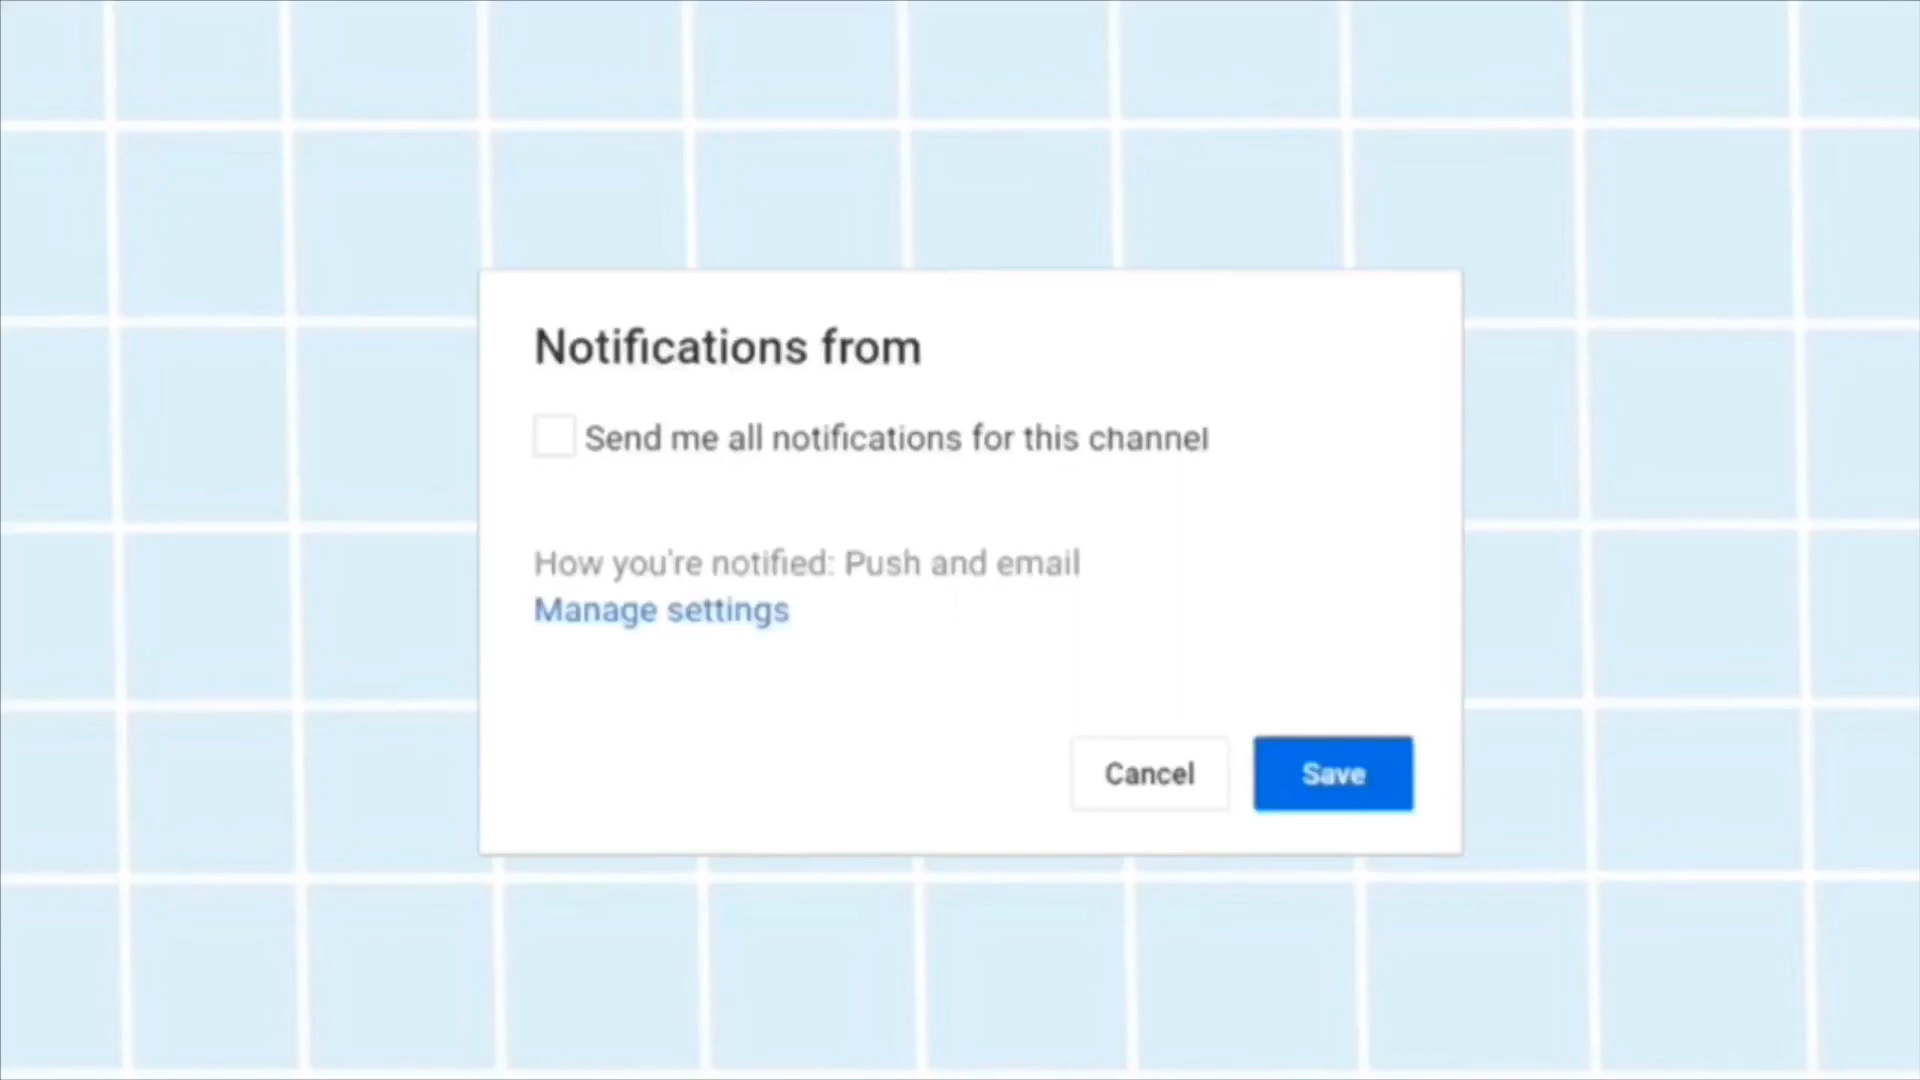 Notifications from
Send me all notifications for this channel
How you're notified: Push and email
Manage settings
Cancel
Save